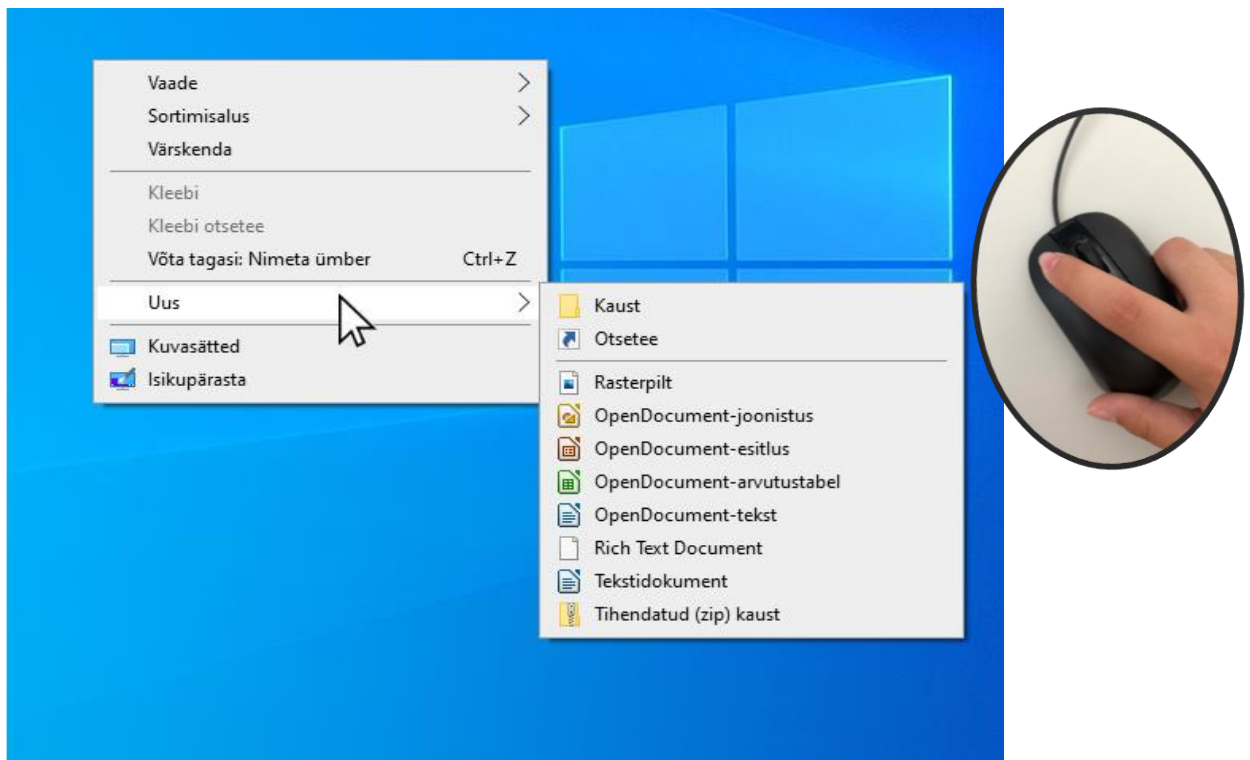 Vaade
Sortimisalus
Värskenda
Kleebi
Kleebi otsetee
Võta tagasi: Nimeta ümber Ctrl+Z
Uus
Kuvasätted
Isikupärasta
Kaust
Otsetee
Rasterpilt
OpenDocument-joonistus
OpenDocument-esitlus
OpenDocument-arvutustabel
OpenDocument-tekst
Rich Text Document
Tekstidokument
Tihendatud (zip) kaust